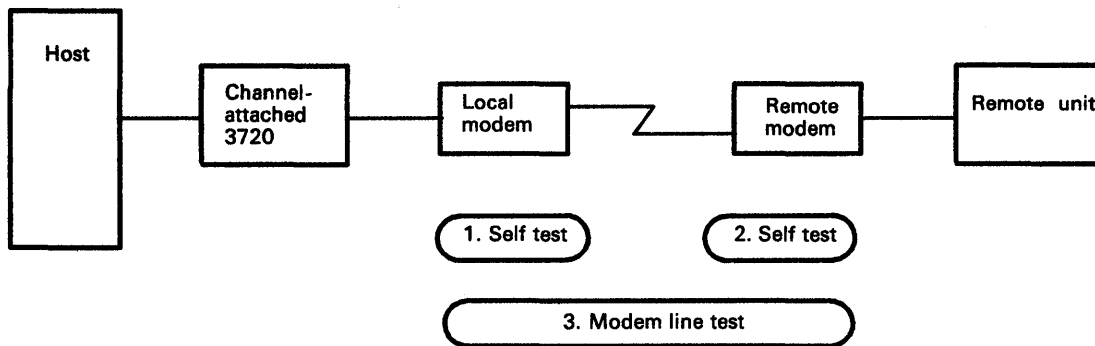 Host
Channel-
attached
3720
Local
modem
Remote
modem
Remote unit
1. Self test
2. Self test
3. Modem line test